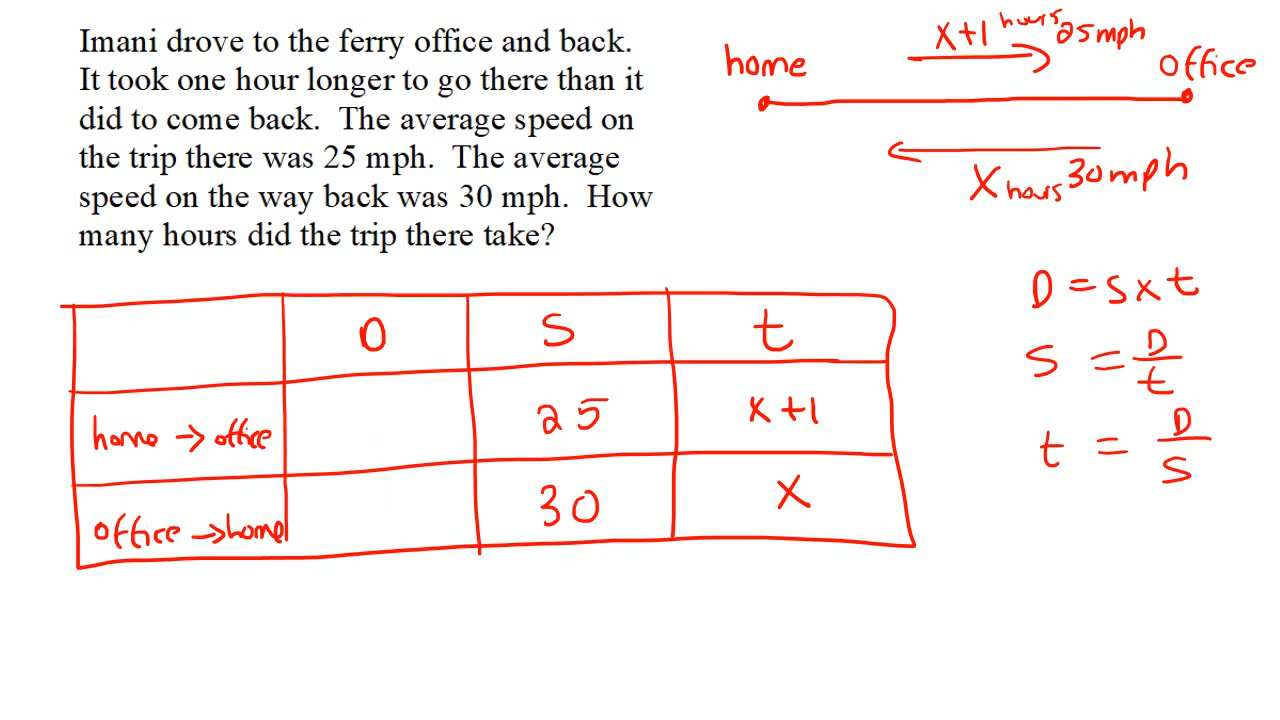 Imani drove to the ferry office and back.
It took one hour longer to go there than it
did to come back. The average speed on
the trip there was 25 mph. The average
speed on the way back was 30 mph. How
many hours did the trip there take?
x+1 hours 25mph
home
office
x hours 30mph
D = s x t
s = D/t
t = D/s
D s t
home → office 25 x+1
office → home 30 x